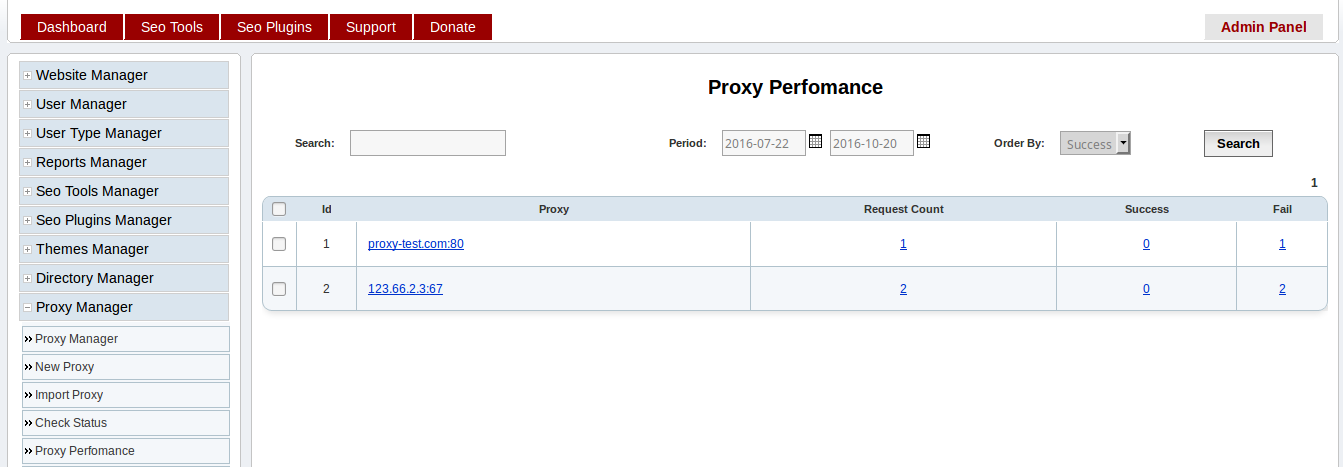 Dashboard Seo Tools Seo Plugins Support Donate Admin Panel
Website Manager
User Manager
User Type Manager
Reports Manager
Seo Tools Manager
Seo Plugins Manager
Themes Manager
Directory Manager
Proxy Manager
Proxy Manager
New Proxy
Import Proxy
Check Status
Proxy Perfomance
Proxy Perfomance
Search: Period: 2016-07-22 2016-10-20 Order By: Success Search
1
Id Proxy Request Count Success Fail
1 proxy-test.com:80 1 0 1
2 123.66.2.3:67 2 0 2